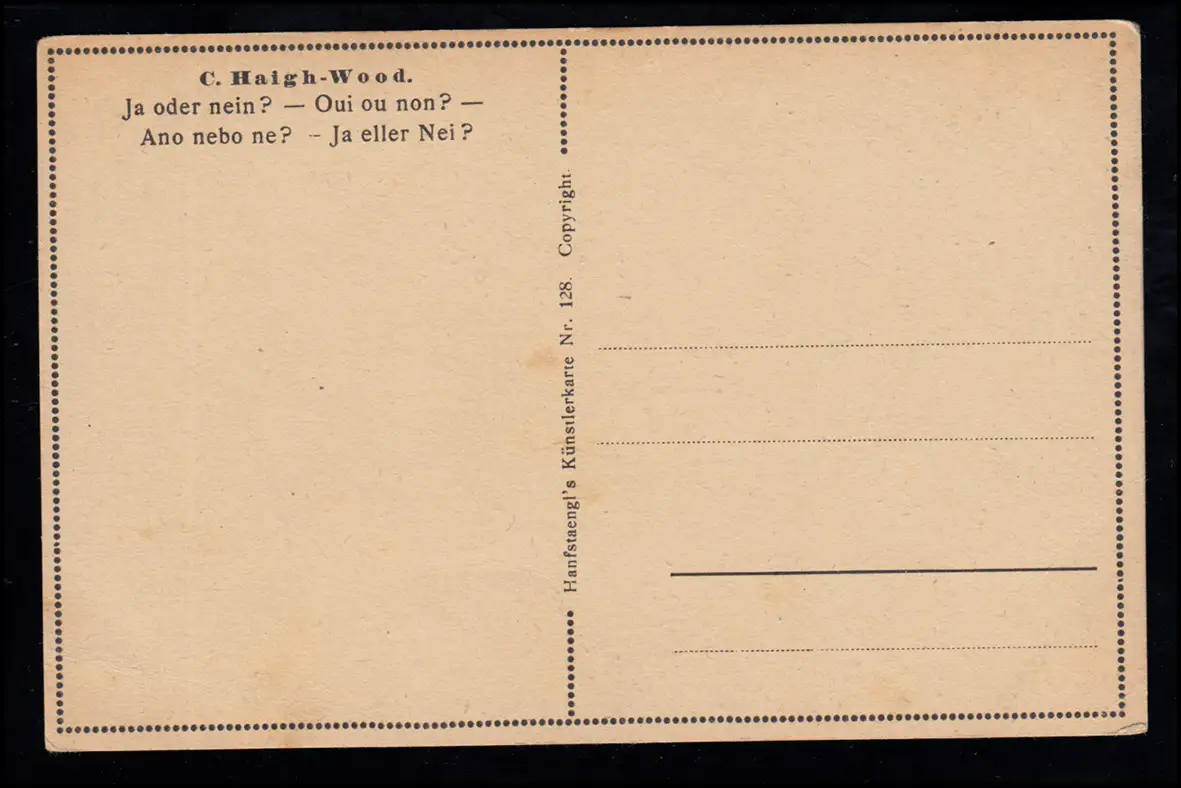 C. Haigh-Wood.
Ja oder nein? — Oui ou non? —
Ano nebo ne? – Ja eller Nei?
Hanfstaengl's Künstlerkarte Nr. 128. Copyright.